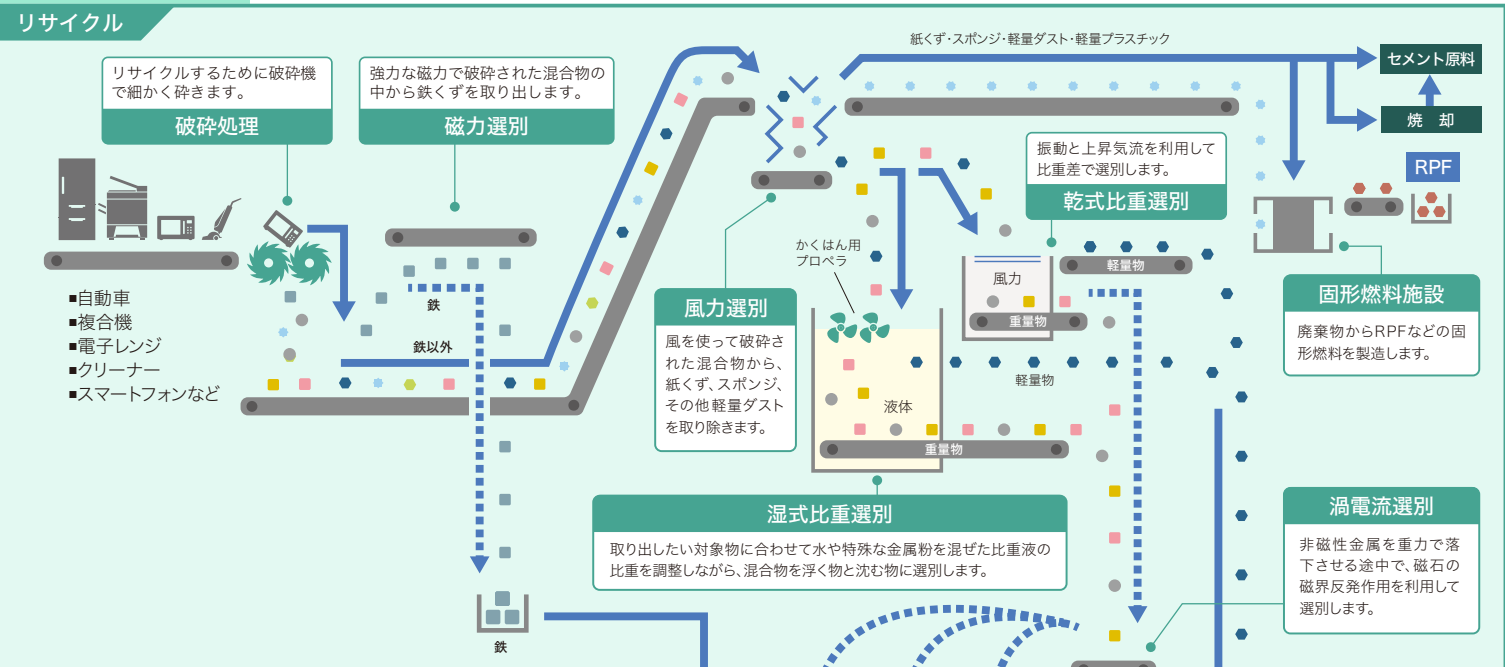 リサイクル
リサイクルするために破砕機
で細かく砕きます。
破砕処理
強力な磁力で破砕された混合物の
中から鉄くずを取り出します。
磁力選別
■自動車
■複合機
■電子レンジ
■クリーナー
■スマートフォンなど
鉄
鉄以外
鉄
紙くず・スポンジ・軽量ダスト・軽量プラスチック
セメント原料
焼 却
RPF
風力選別
風を使って破砕さ
れた混合物から、
紙くず、スポンジ、
その他軽量ダスト
を取り除きます。
かくはん用
プロペラ
液体
重量物
軽量物
振動と上昇気流を利用して
比重差で選別します。
乾式比重選別
風力
重量物
軽量物
固形燃料施設
廃棄物からRPFなどの固
形燃料を製造します。
湿式比重選別
取り出したい対象物に合わせて水や特殊な金属粉を混ぜた比重液の
比重を調整しながら、混合物を浮く物と沈む物に選別します。
渦電流選別
非磁性金属を重力で落
下させる途中で、磁石の
磁界反発作用を利用して
選別します。